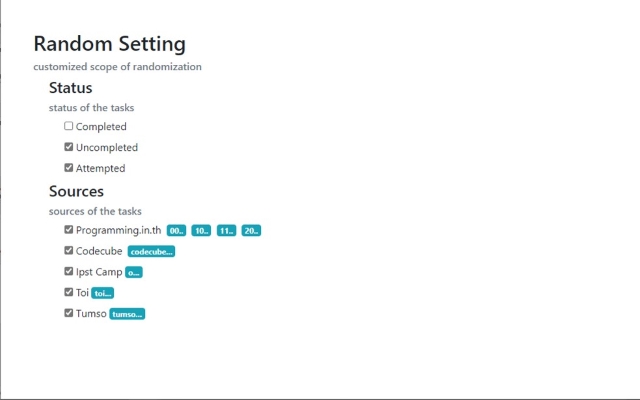 Random Setting
customized scope of randomization
Status
status of the tasks
Completed
Uncompleted
Attempted
Sources
sources of the tasks
Programming.in.th 00.. 10.. 11.. 20..
Codecube codecube...
Ipst Camp o...
Toi toi...
Tumso tumso...